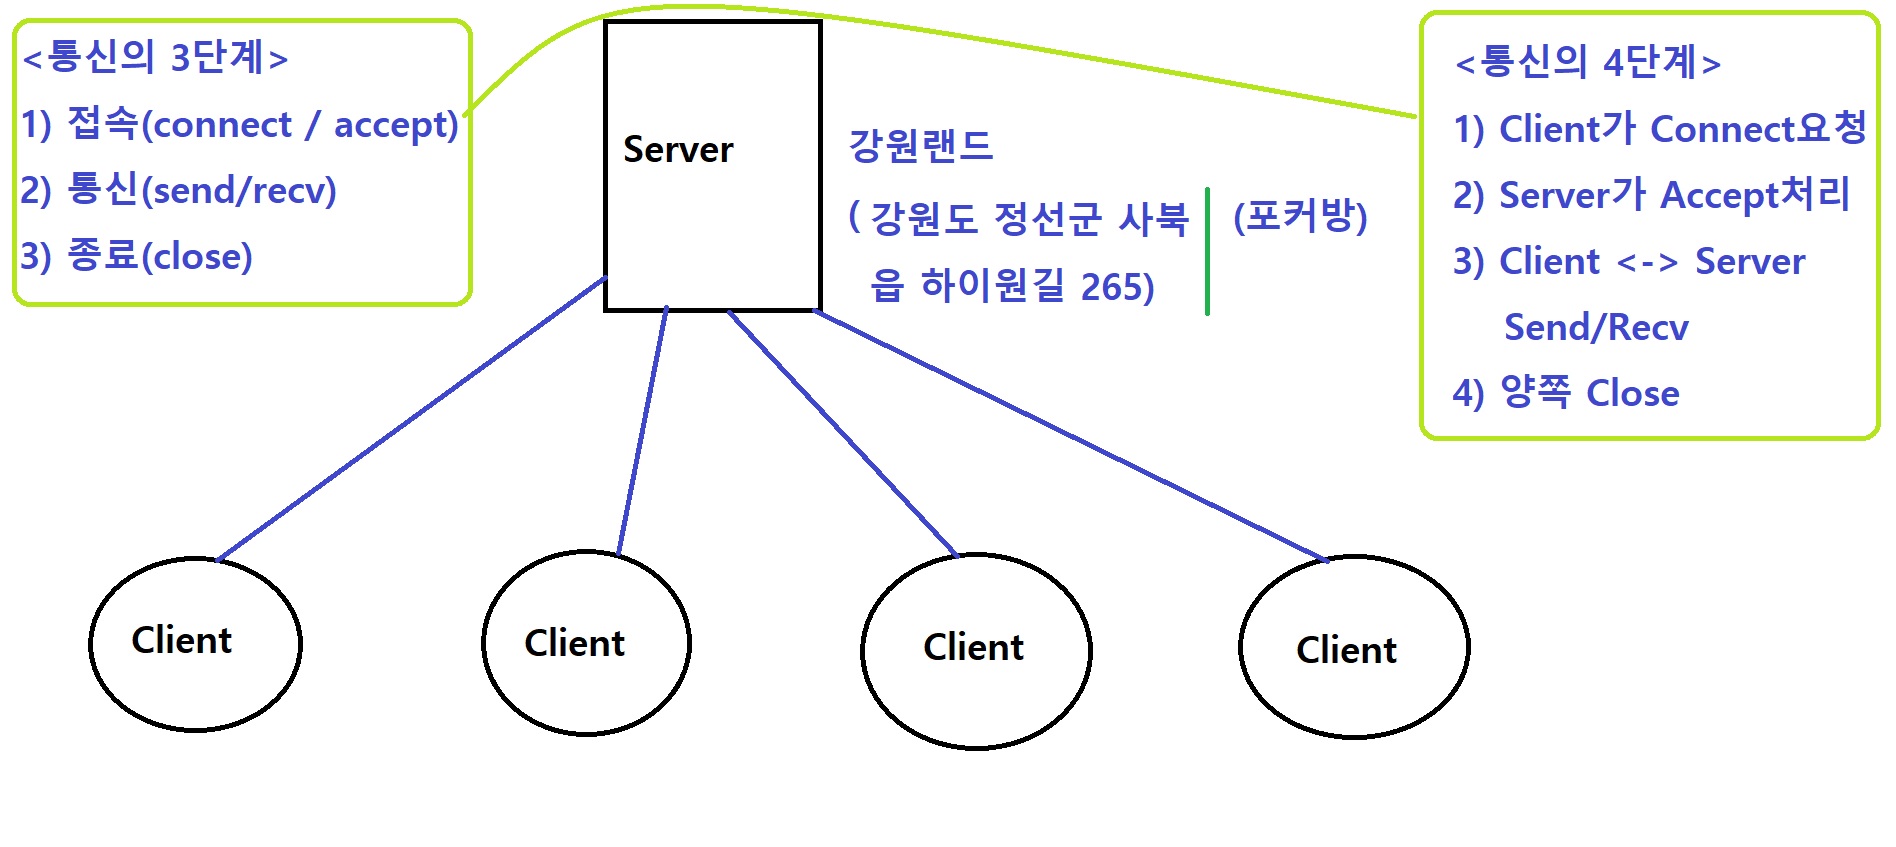 <통신의 3단계>
1) 접속(connect / accept)
2) 통신(send/recv)
3) 종료(close)
Server
강원랜드
( 강원도 정선군 사북
읍 하이원길 265)
(포커방)
<통신의 4단계>
1) Client가 Connect요청
2) Server가 Accept처리
3) Client <-> Server
Send/Recv
4) 양쪽 Close
Client
Client
Client
Client